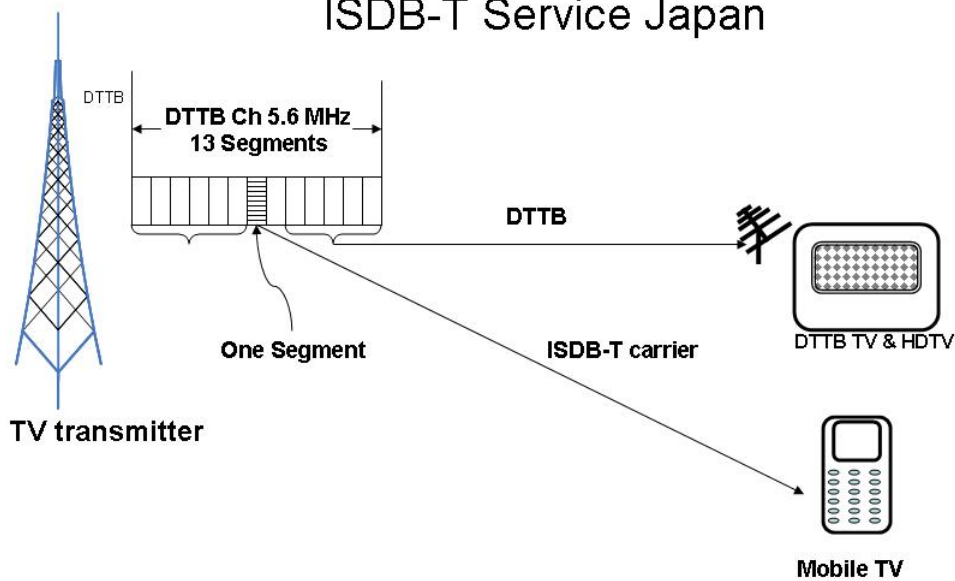 ISDB-T Service Japan
DTTB
DTTB Ch 5.6 MHz
13 Segments
DTTB
DTTB TV & HDTV
One Segment
ISDB-T carrier
TV transmitter
Mobile TV